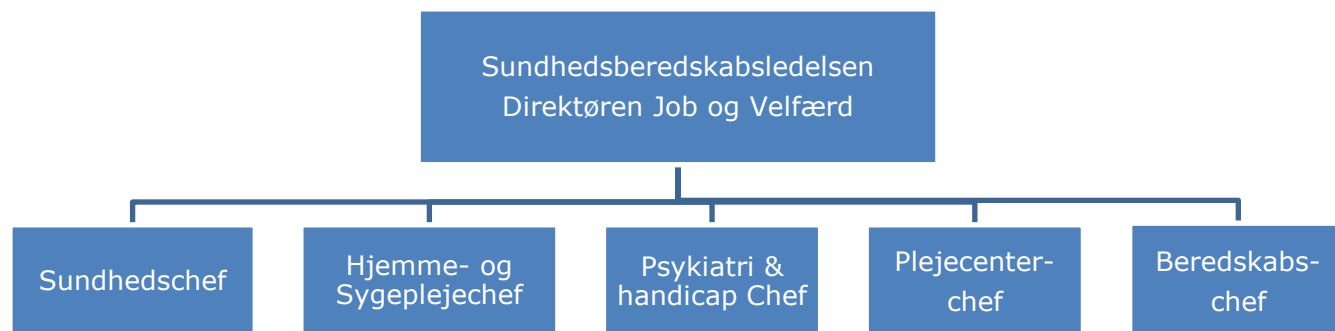 Sundhedsberedskabsledelsen
Direktøren Job og Velfærd
Sundhedschef
Hjemme- og
Sygeplejechef
Psykiatri &
handicap Chef
Plejecenter-
chef
Beredskabs-
chef